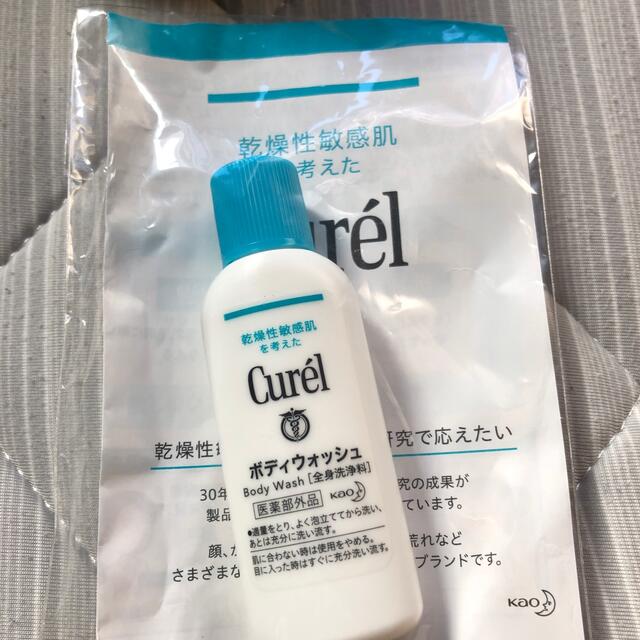 乾燥性敏感肌
考えた
urél
乾燥性敏感肌
を考えた
Curél
ボディウォッシュ
Body Wash [全身洗浄料]
医薬部外品 Kao
●適量をとり、よく泡立ててから洗い、
あとは充分に洗い流す。
肌に合わない時は使用をやめる。
目に入った時はすぐに充分洗い流す。
乾燥性 研究で応えたい
30年 究の成果が
製品 ています。
顔、か 荒れなど
さまざまな ブランドです。
Kao